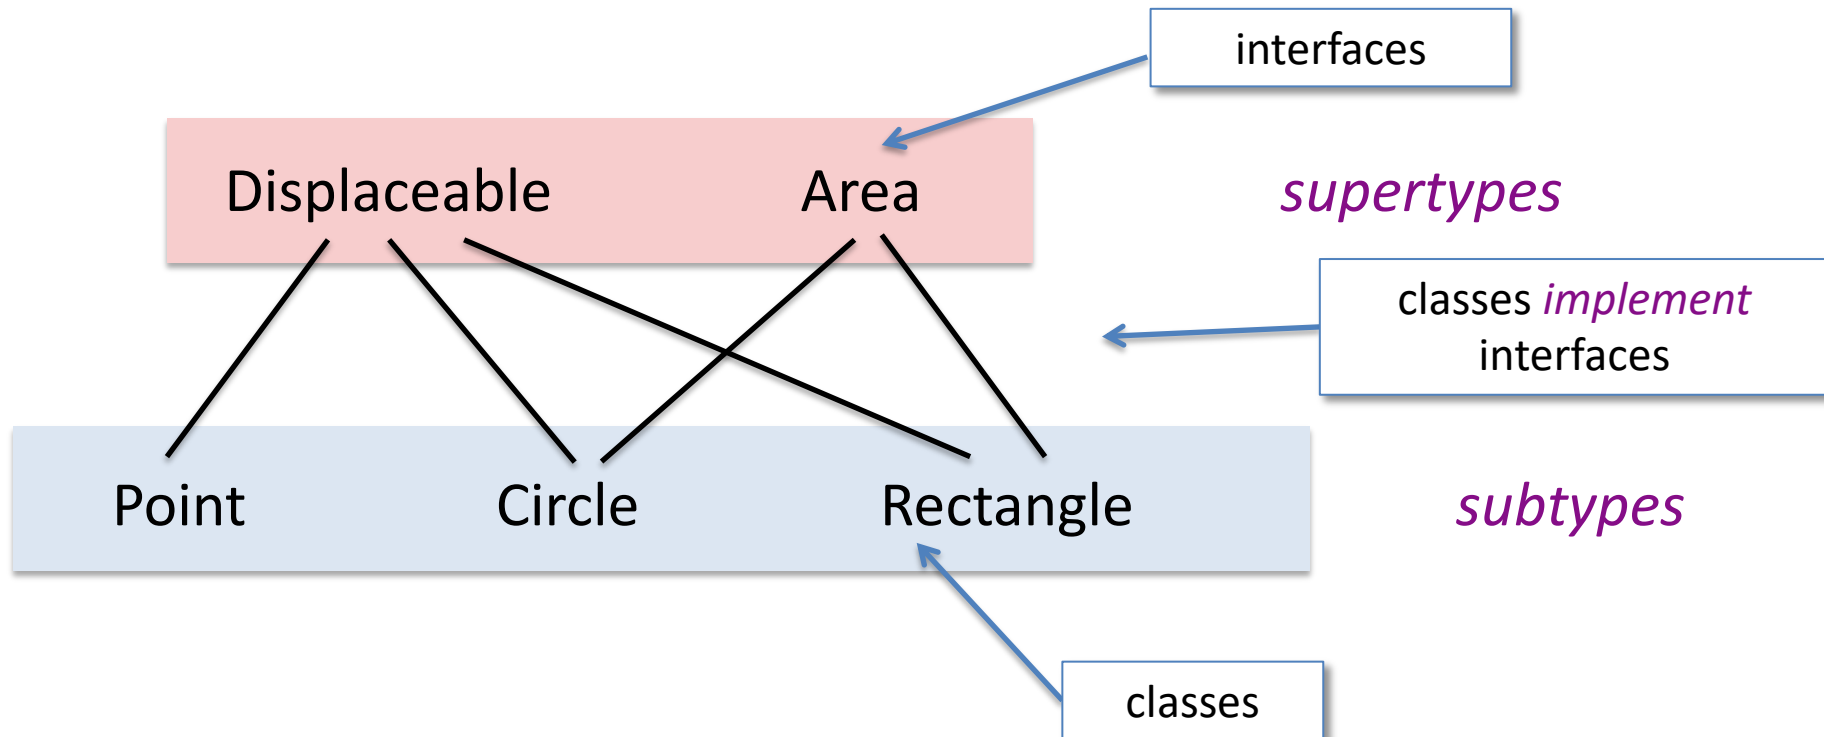 interfaces
Displaceable Area supertypes
classes implement
interfaces
Point Circle Rectangle subtypes
classes